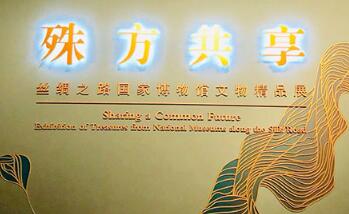 殊方共享
丝绸之路国家博物馆文物精品展
Sharing a Common Future
Exhibition of Treasures from National Museums along the Silk Road